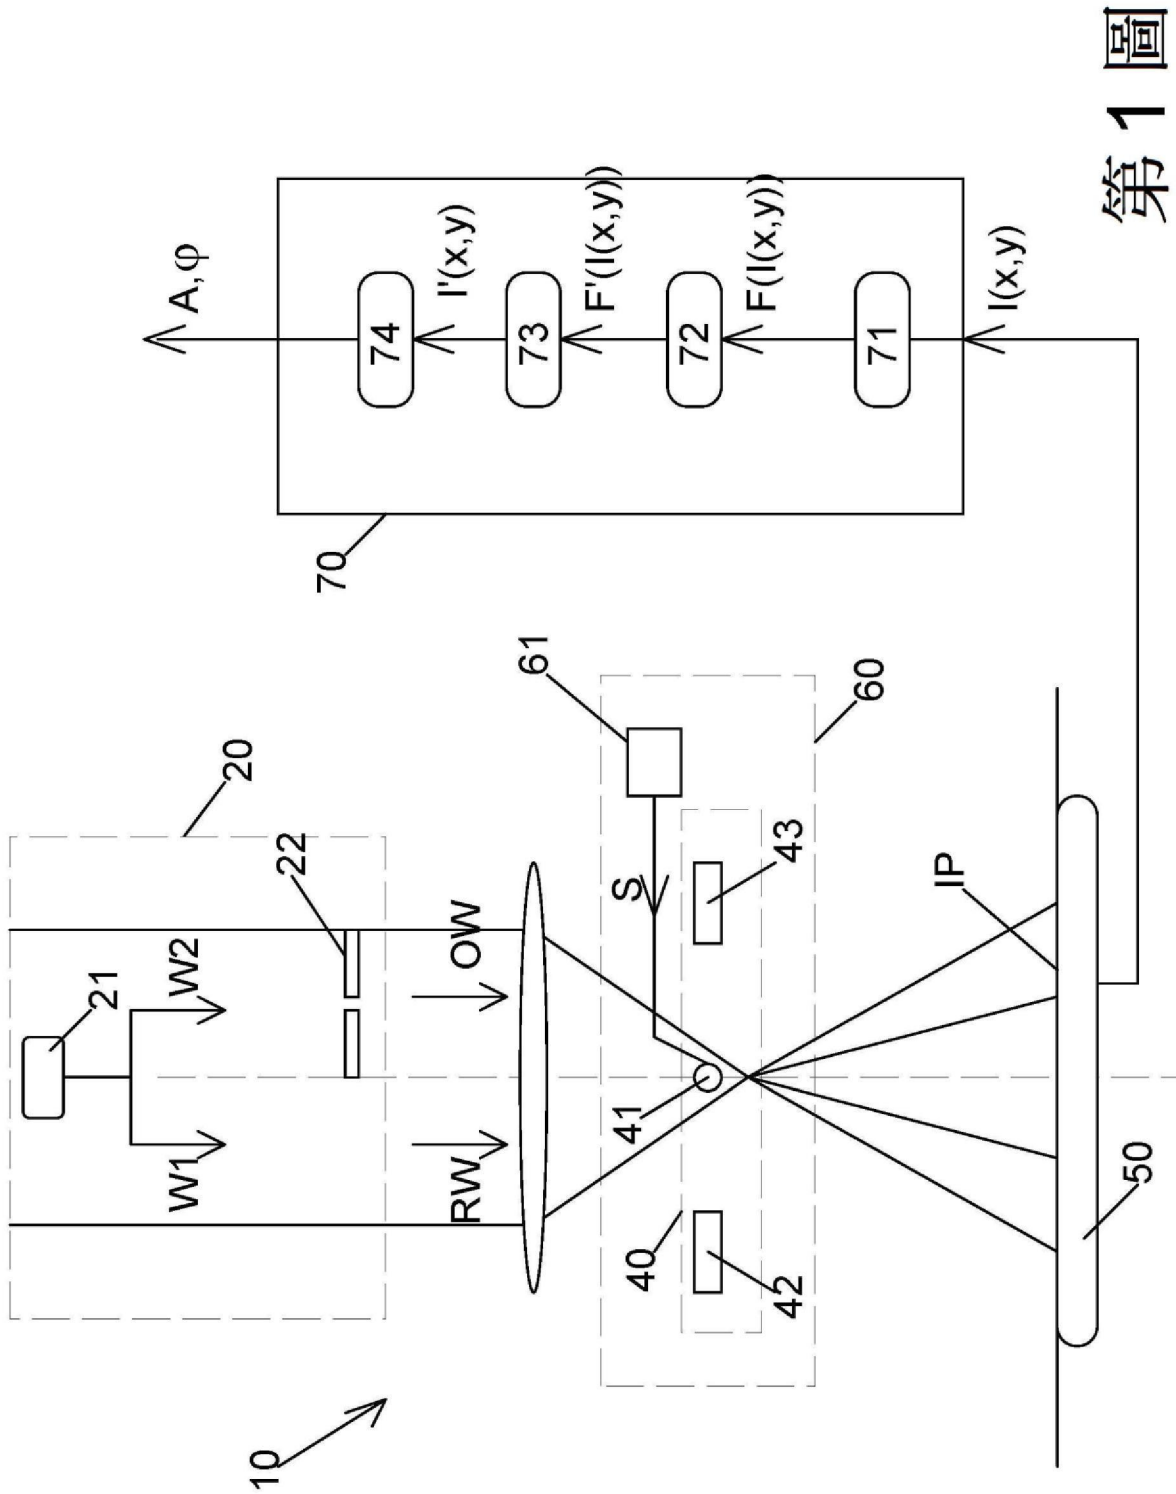 10
20
21
W1
W2
22
RW
OW
61
S
60
40
41
42
43
IP
50
70
A,φ
74
I'(x,y)
73
F'(I(x,y))
72
F(I(x,y))
71
I(x,y)
第 1 圖